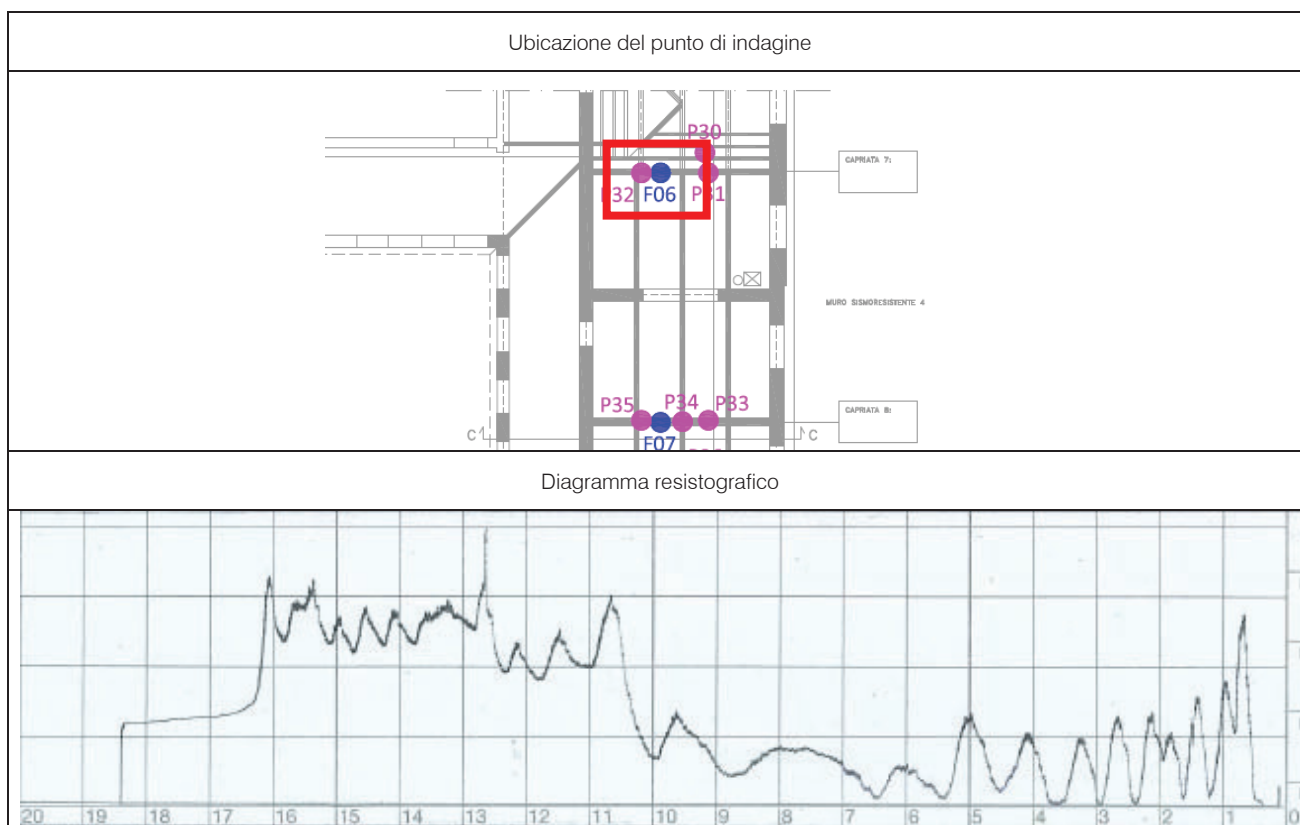 Ubicazione del punto di indagine
P30
CAPRIATA 7:
P32 F06 P31
MURO SISMORESISTENTE 4
P35 P34 P33
CAPRIATA 8:
C F07 C
Diagramma resistografico
20 19 18 17 16 15 14 13 12 11 10 9 8 7 6 5 4 3 2 1 0